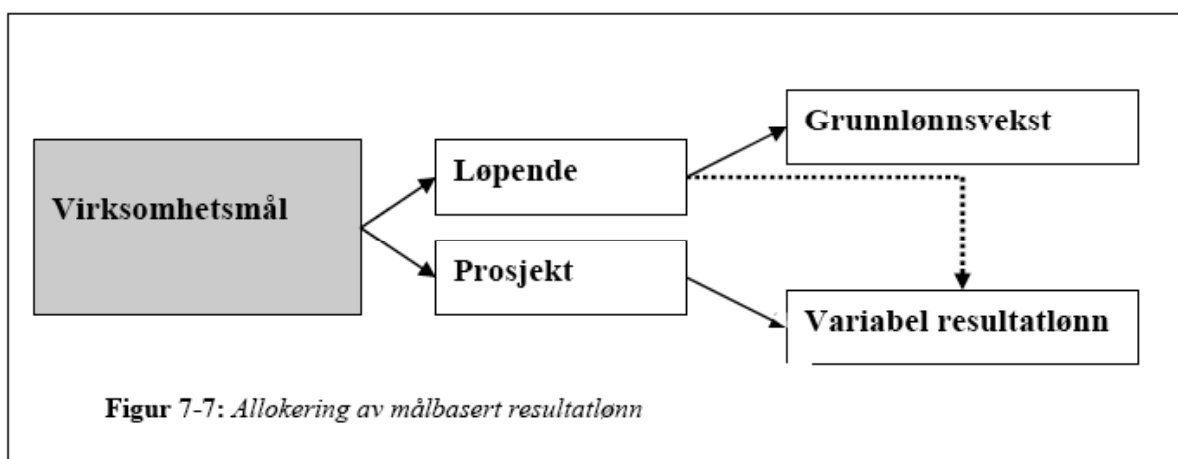 Virksomhetsmål
Løpende
Prosjekt
Grunnlønnsvekst
Variabel resultatlønn
Figur 7-7: Allokering av målbasert resultatlønn